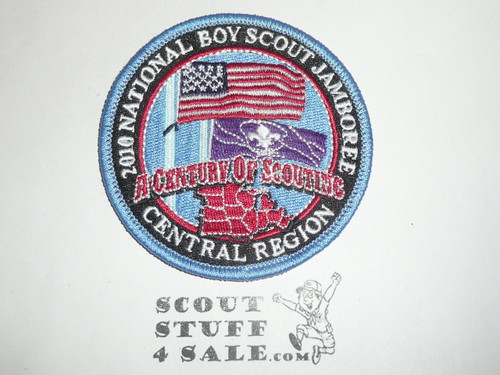 2010 NATIONAL BOY SCOUT JAMBOREE
A CENTURY OF SCOUTING
CENTRAL REGION
SCOUT
STUFF
4 SALE.COM